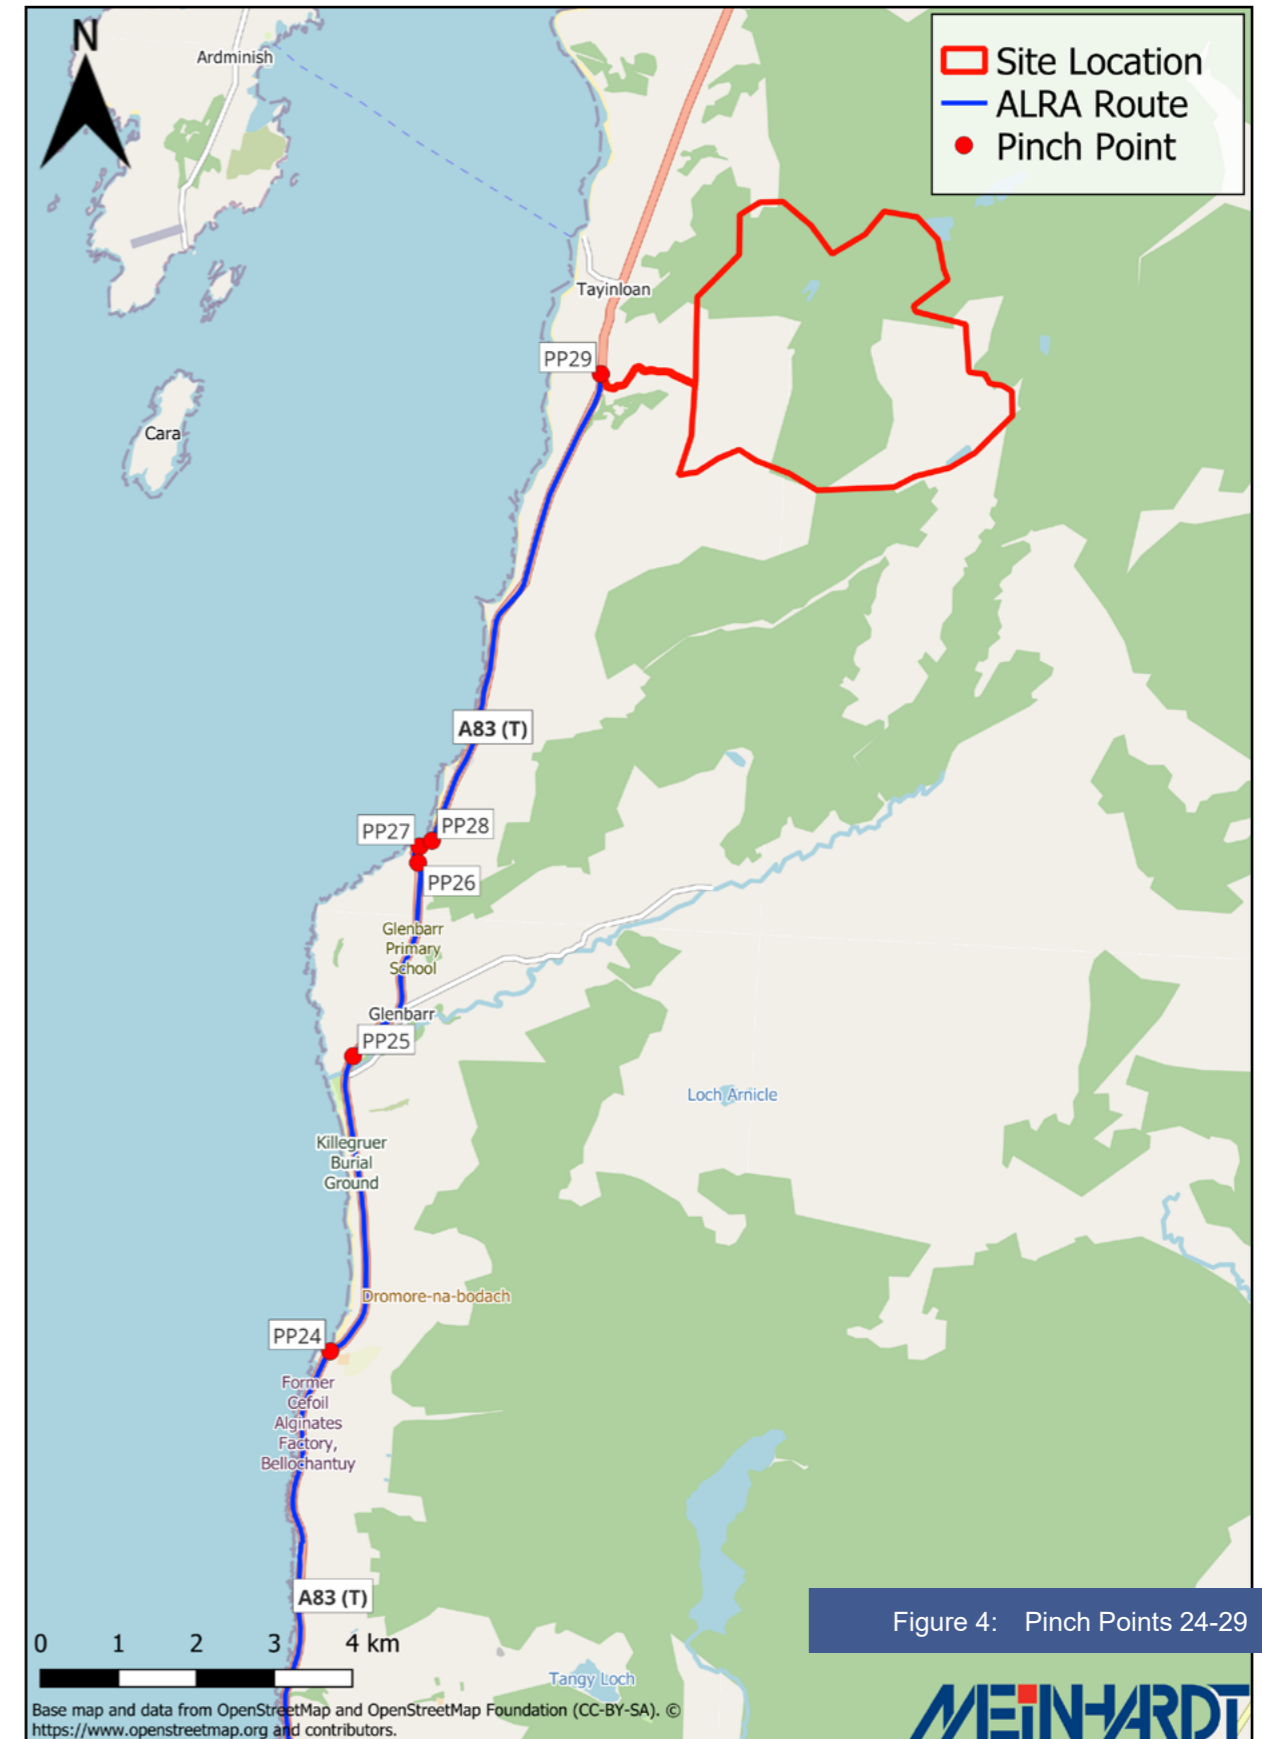 N
Ardminish
Site Location
ALRA Route
Pinch Point
Tayinloan
PP29
Cara
A83 (T)
PP27
PP28
PP26
Glenbarr
Primary
School
Glenbarr
PP25
Loch Arnicle
Killegruer
Burial
Ground
Dromore-na-bodach
PP24
Former
Cefoil
Alginates
Factory,
Bellochantuy
A83 (T)
Figure 4: Pinch Points 24-29
0 1 2 3 4 km
Tangy Loch
Base map and data from OpenStreetMap and OpenStreetMap Foundation (CC-BY-SA). ©
https://www.openstreetmap.org and contributors.
MEINHARDT